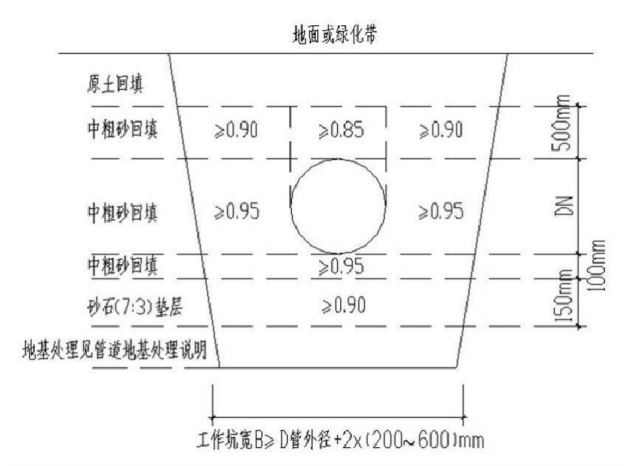 地面或绿化带
原土回填
中粗砂回填 ≥0.90 ≥0.85 ≥0.90 500mm
中粗砂回填 ≥0.95 ≥0.95 DN
中粗砂回填 ≥0.95 100mm
砂石(7:3)垫层 ≥0.90 150mm
地基处理见管道地基处理说明
工作坑宽B≥D管外径+2x(200~600)mm